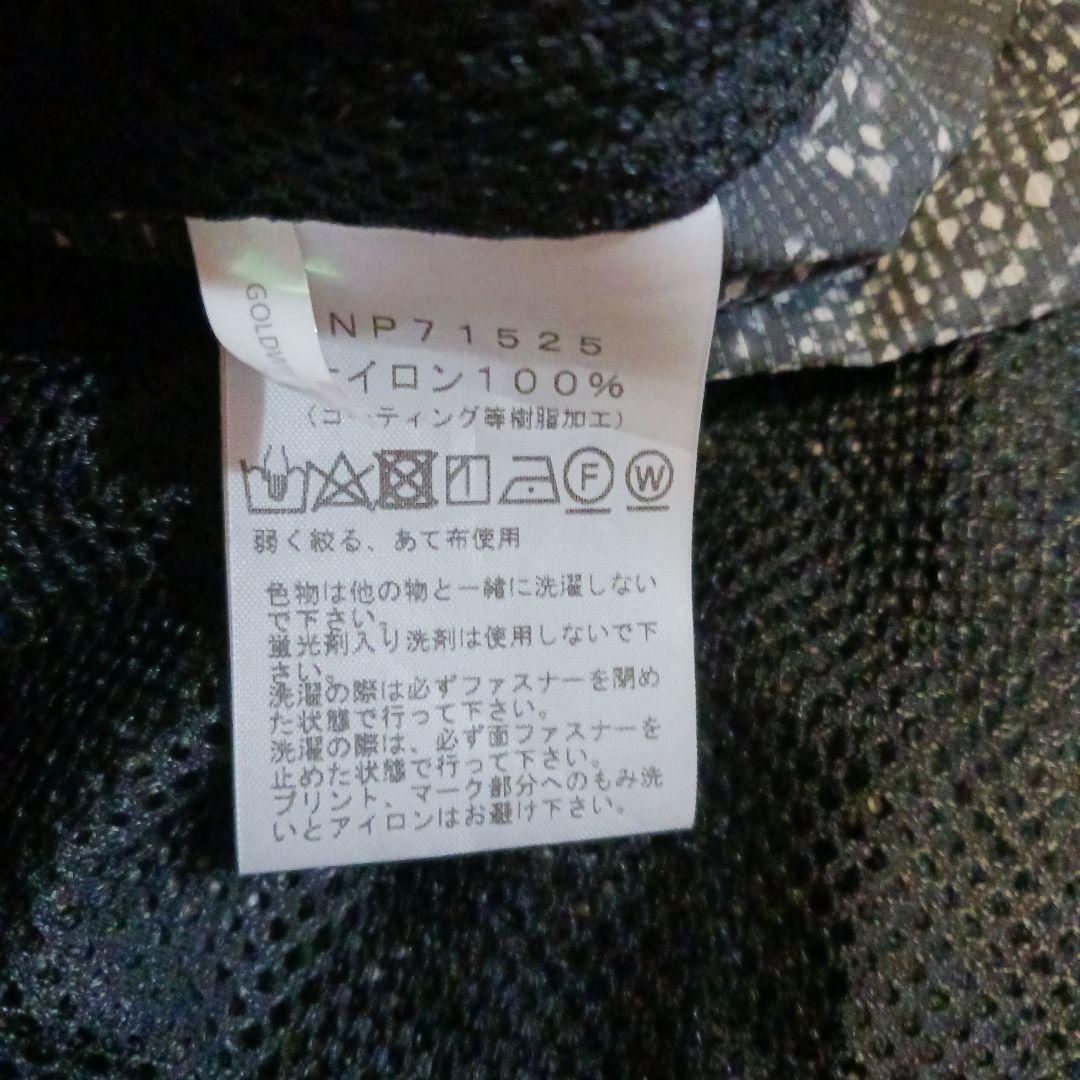 GOLDW
NP71525
イロン100%
(コーティング等樹脂加工)
F W
弱く絞る、あて布使用
色物は他の物と一緒に洗濯しない
で下さい。
蛍光剤入り洗剤は使用しないで下
さい。
洗濯の際は必ずファスナーを閉め
た状態で行って下さい。
洗濯の際は、必ず面ファスナーを
止めた状態で行って下さい。
プリント、マーク部分へのもみ洗
いとアイロンはお避け下さい。